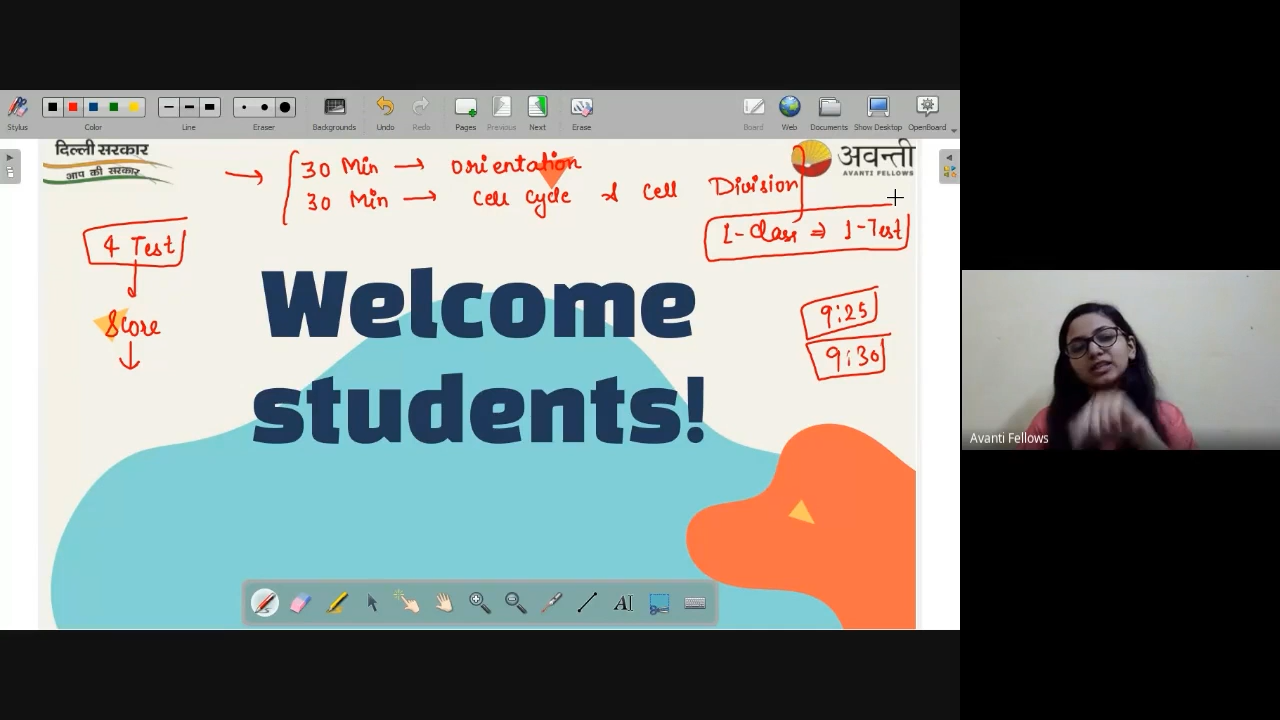 Stylus
Color
Line
Eraser
Backgrounds
Undo
Redo
Pages
Previous
Next
Erase
Board
Web
Documents
Show Desktop
OpenBoard
दिल्ली सरकार
आप की सरकार
30 Min → orientation
30 Min → Cell Cycle & Cell Division
अवन्ती
AVANTI FELLOWS
1-Class ⇒ 1-Test
4 Test
Score
9:25
9:30
Welcome
students!
Avanti Fellows